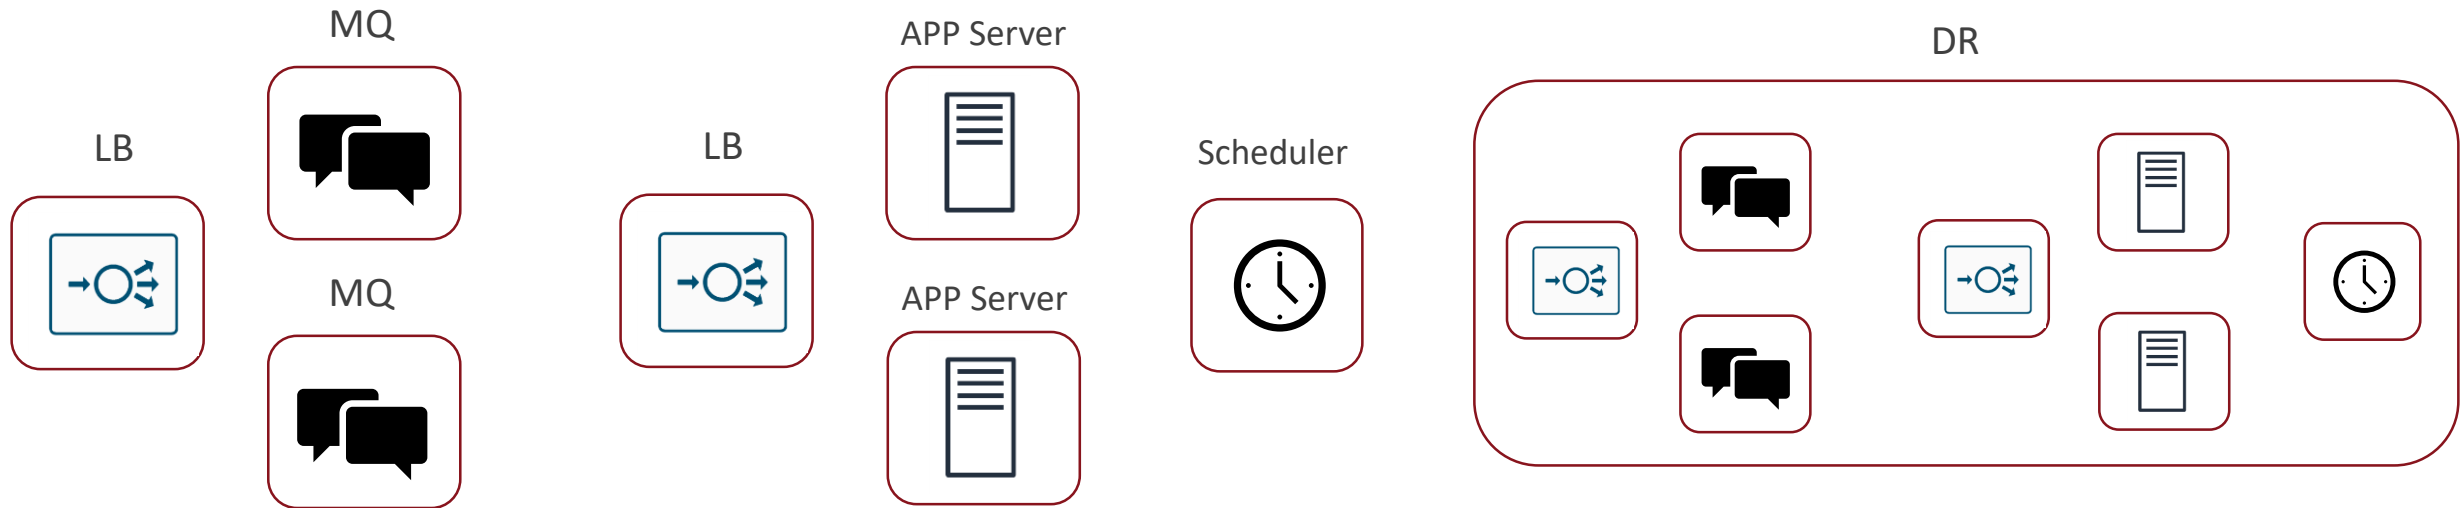 MQ
APP Server
DR
LB
LB
Scheduler
MQ
APP Server